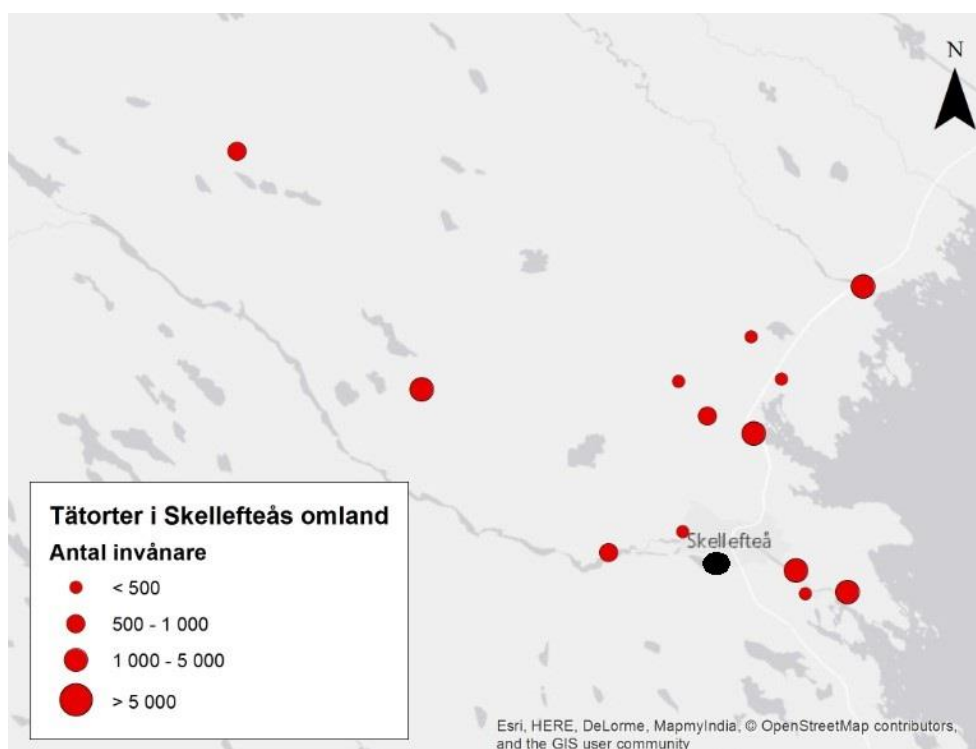 N
Skellefteå
Tätorter i Skellefteås omland
Antal invånare
< 500
500 - 1 000
1 000 - 5 000
> 5 000
Esri, HERE, DeLorme, MapmyIndia, © OpenStreetMap contributors,
and the GIS user community